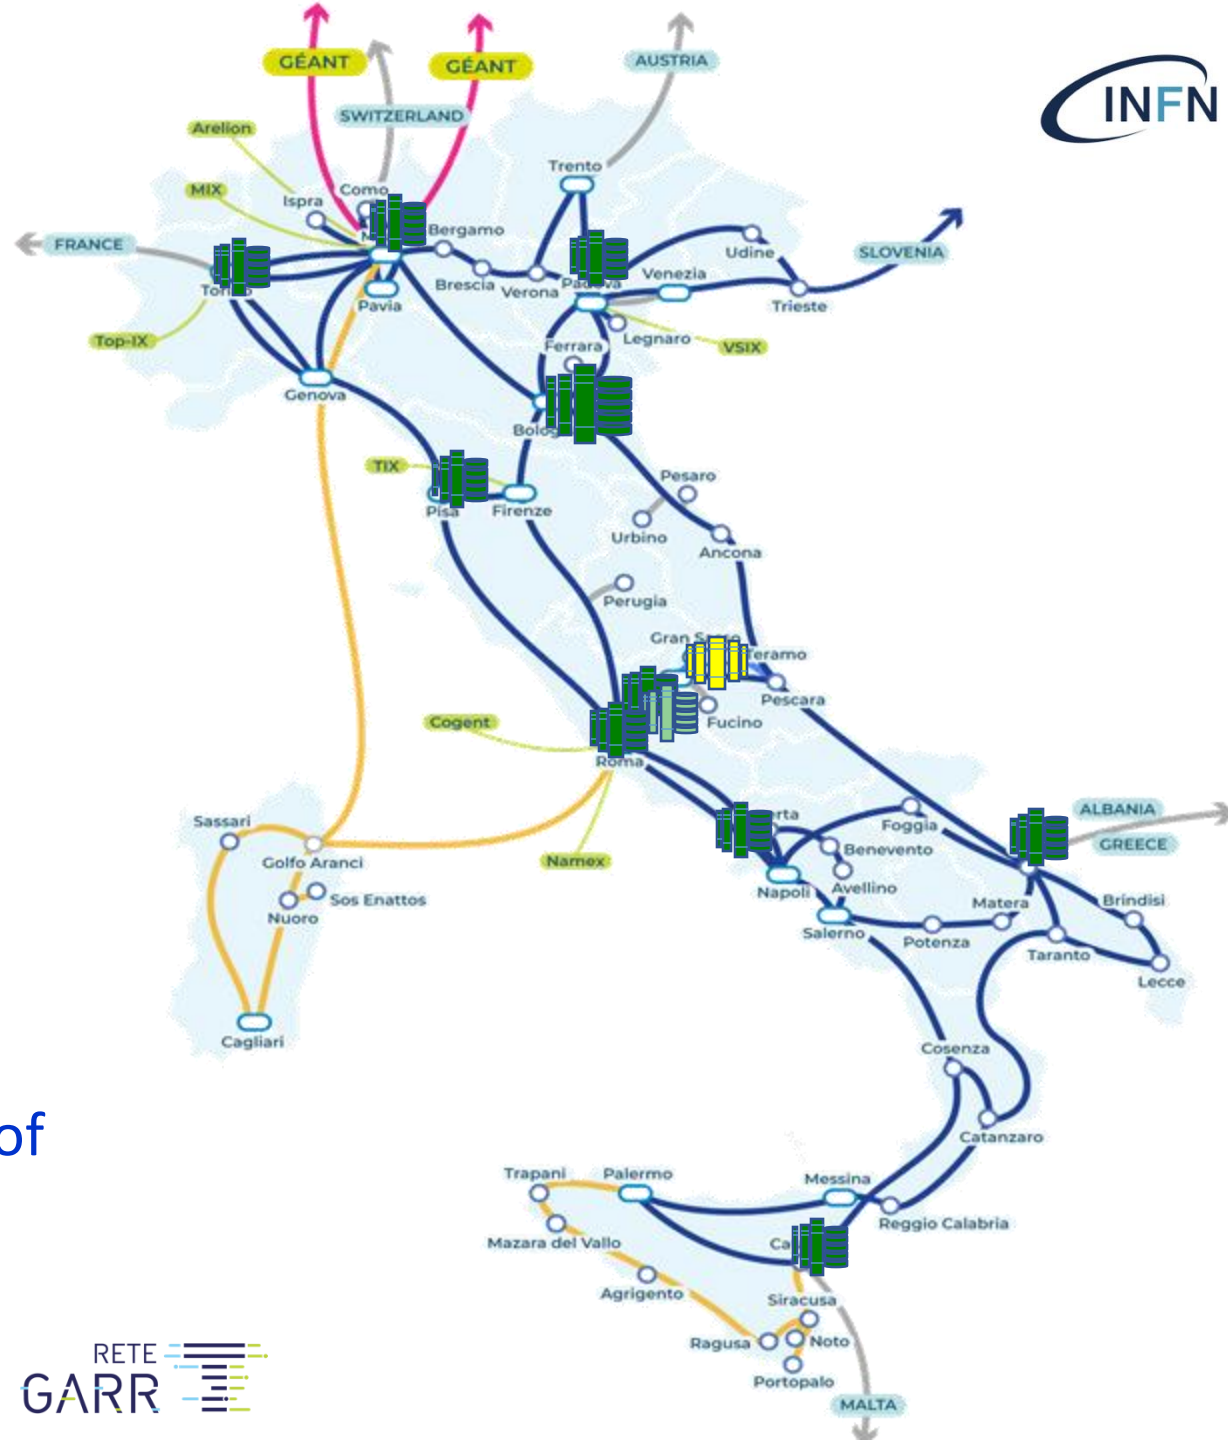 GÉANT
GÉANT
AUSTRIA
SWITZERLAND
INFN
Arelion
Trento
MIX
Como
Ispra
Bergamo
FRANCE
Udine
SLOVENIA
Venezia
Brescia
Verona
Pavia
Trieste
Top-IX
Legnaro
VSIX
Ferrara
Genova
TIX
Pesaro
Pisa
Firenze
Urbino
Ancona
Perugia
Pescara
Cogent
Fucino
Roma
Sassari
Foggia
ALBANIA
GREECE
Golfo Aranci
Namex
Benevento
Napoli
Avellino
Sos Enattos
Nuoro
Matera
Brindisi
Salerno
Potenza
Taranto
Lecce
Cagliari
Cosenza
of
Catanzaro
Trapani
Palermo
Messina
Reggio Calabria
Mazara del Vallo
Agrigento
Siracusa
Ragusa
Noto
Portopalo
RETE
GARR
MALTA